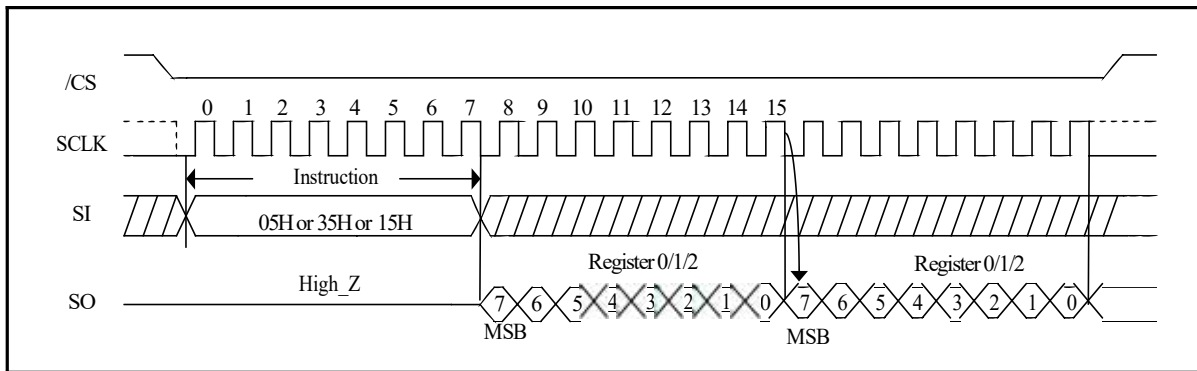 /CS
0 1 2 3 4 5 6 7 8 9 10 11 12 13 14 15
SCLK
Instruction
SI
05H or 35H or 15H
Register 0/1/2 Register 0/1/2
High_Z
SO
7 6 5 4 3 2 1 0 7 6 5 4 3 2 1 0
MSB MSB